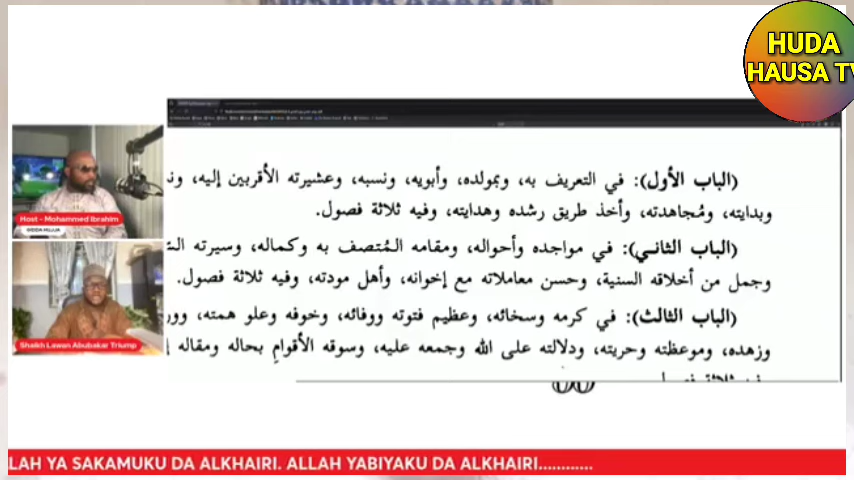 HUDA
HAUSA TV
(الباب الأول): في التعريف به، وبمولده، وأبويه، ونسبه، وعشيرته الأقربين إليه،
وبدايته، ومُجاهدته، وأخذ طريق رشده وهدايته، وفيه ثلاثة فصول.
(الباب الثاني): في مواجده وأحواله، ومقامه المُتصف به وكماله، وسيرته
وجمل من أخلاقه السنية، وحسن معاملاته مع إخوانه، وأهل مودته، وفيه ثلاثة فصول.
(الباب الثالث): في كرمه وسخائه، وعظيم فتوته ووفائه، وخوفه وعلو همته،
وزهده، وموعظته وحريته، ودلالته على الله وجمعه عليه، وسوقه الأقوامِ بحاله ومقاله
Host - Mohammed Ibrahim
Shaikh Lawan Abubakar Triump
LAH YA SAKAMUKU DA ALKHAIRI. ALLAH YABIYAKU DA ALKHAIRI............